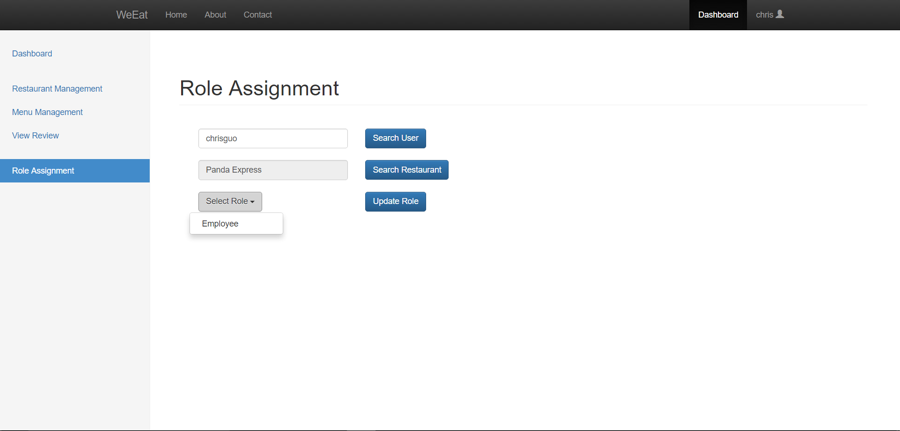 WeEat Home About Contact Dashboard chris
Dashboard
Restaurant Management
Menu Management
View Review
Role Assignment
Role Assignment
chrisguo Search User
Panda Express Search Restaurant
Select Role Update Role
Employee